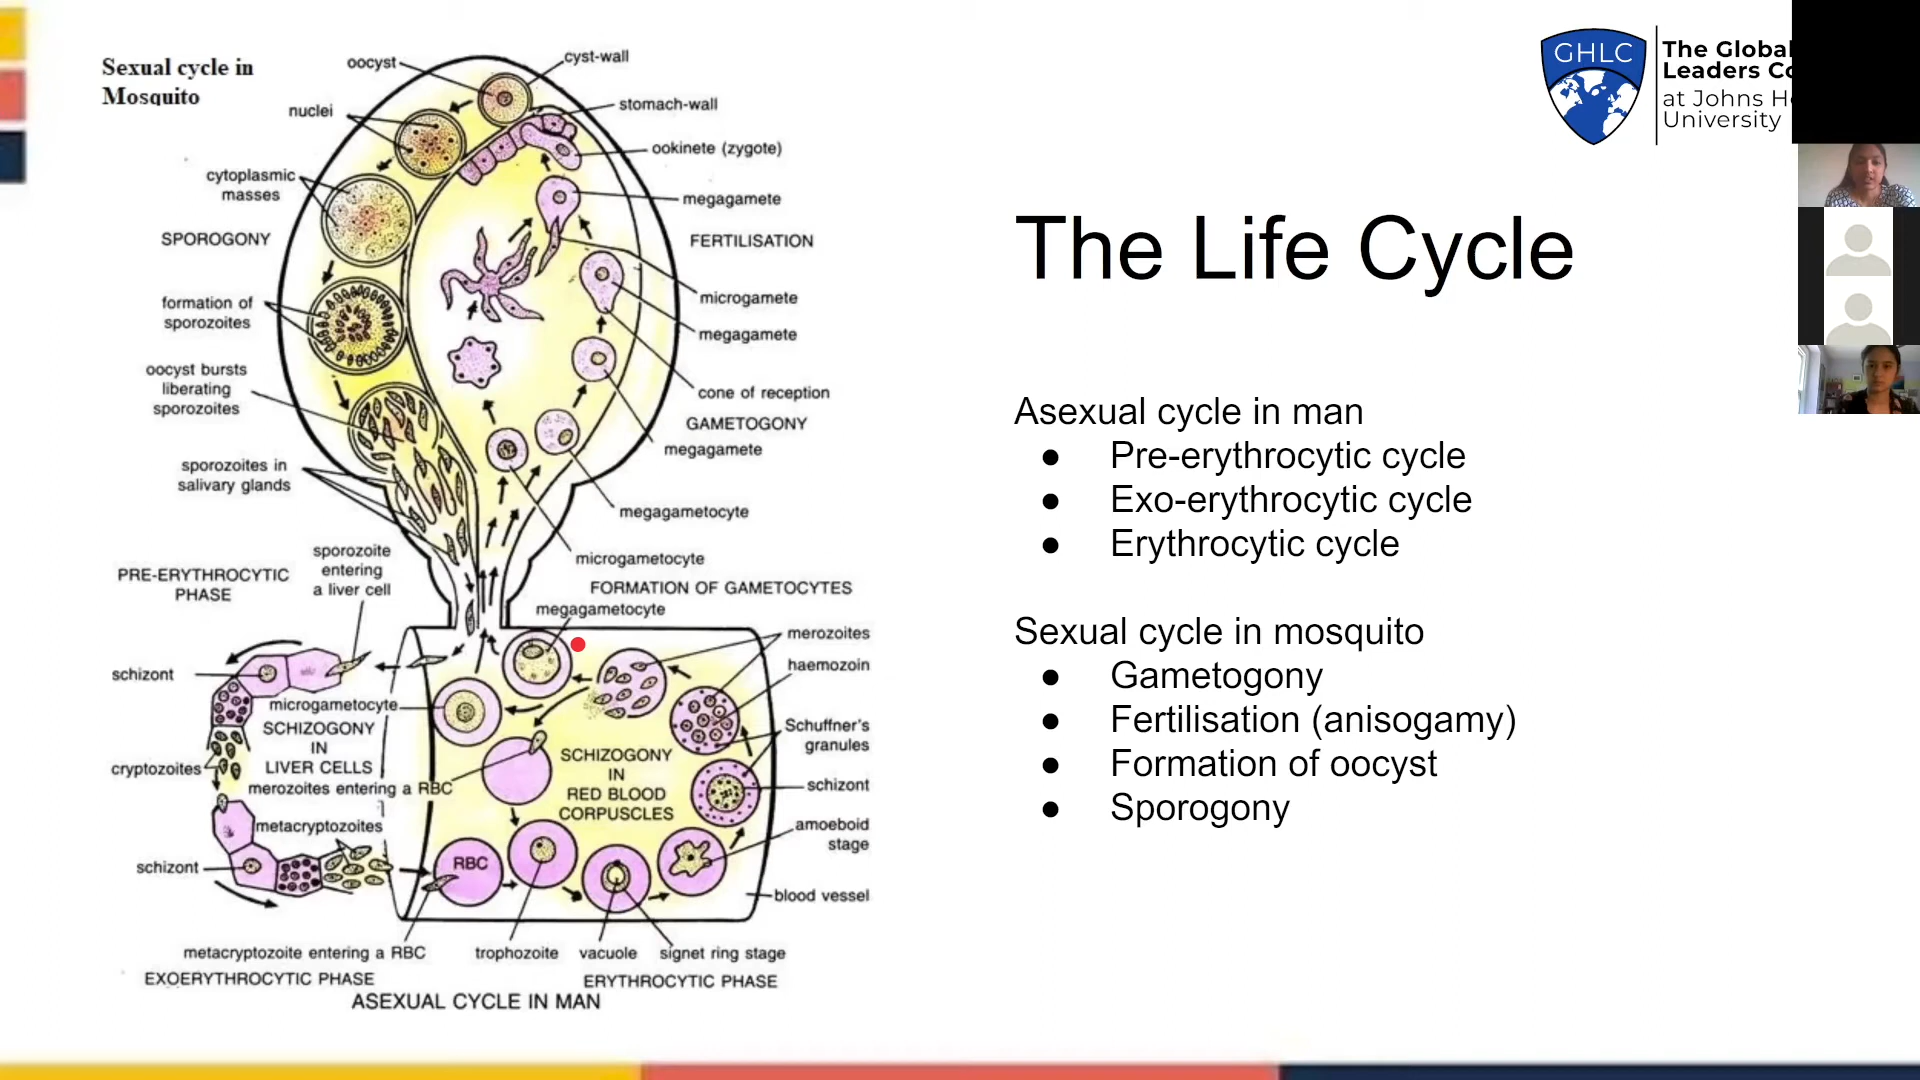 Sexual cycle in
Mosquito
oocyst
cyst-wall
nuclei
stomach-wall
ookinete (zygote)
cytoplasmic
masses
megagamete
SPOROGONY
FERTILISATION
formation of
sporozoites
microgamete
megagamete
oocyst bursts
liberating
sporozoites
cone of reception
GAMETOGONY
megagamete
sporozoites in
salivary glands
megagametocyte
sporozoite
entering
a liver cell
microgametocyte
PRE-ERYTHROCYTIC
PHASE
FORMATION OF GAMETOCYTES
megagametocyte
merozoites
haemozoin
schizont
microgametocyte
SCHIZOGONY
IN
LIVER CELLS
Schuffner's
granules
cryptozoites
merozoites entering a RBC
SCHIZOGONY
IN
RED BLOOD
CORPUSCLES
schizont
metacryptozoites
amoeboid
stage
schizont
RBC
blood vessel
metacryptozoite entering a RBC
trophozoite
vacuole
signet ring stage
EXOERYTHROCYTIC PHASE
ERYTHROCYTIC PHASE
ASEXUAL CYCLE IN MAN
GHLC
The Global
Leaders
at Johns
University
The Life Cycle
Asexual cycle in man
● Pre-erythrocytic cycle
● Exo-erythrocytic cycle
● Erythrocytic cycle
Sexual cycle in mosquito
● Gametogony
● Fertilisation (anisogamy)
● Formation of oocyst
● Sporogony